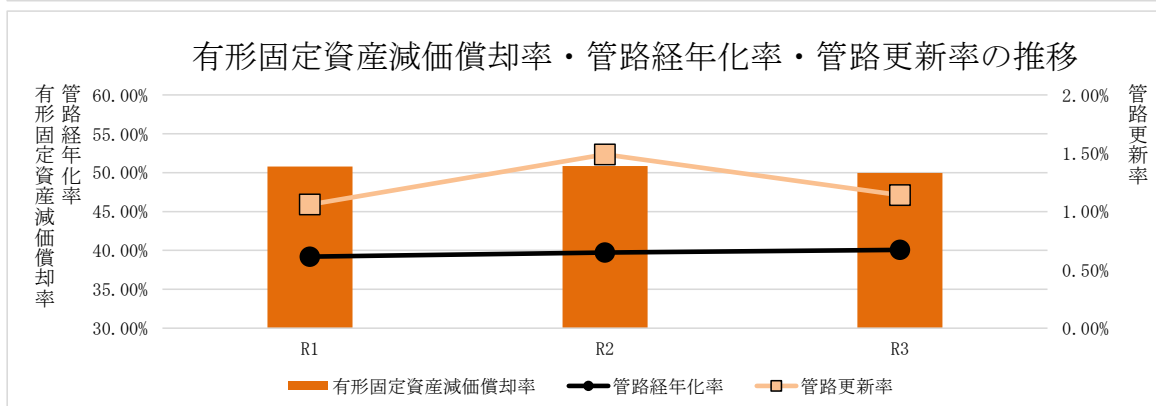 有形固定資産減価償却率・管路経年化率・管路更新率の推移
管路経年化率
有形固定資産減価償却率
60.00%
55.00%
50.00%
45.00%
40.00%
35.00%
30.00%
2.00%
1.50%
1.00%
0.50%
0.00%
管路更新率
R1 R2 R3
有形固定資産減価償却率 管路経年化率 管路更新率